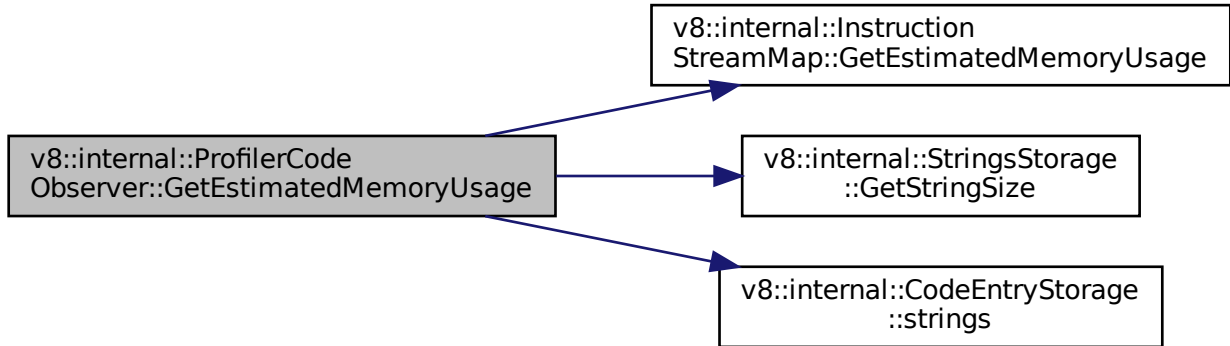 v8::internal::Instruction
StreamMap::GetEstimatedMemoryUsage
v8::internal::ProfilerCode
Observer::GetEstimatedMemoryUsage
v8::internal::StringsStorage
::GetStringSize
v8::internal::CodeEntryStorage
::strings